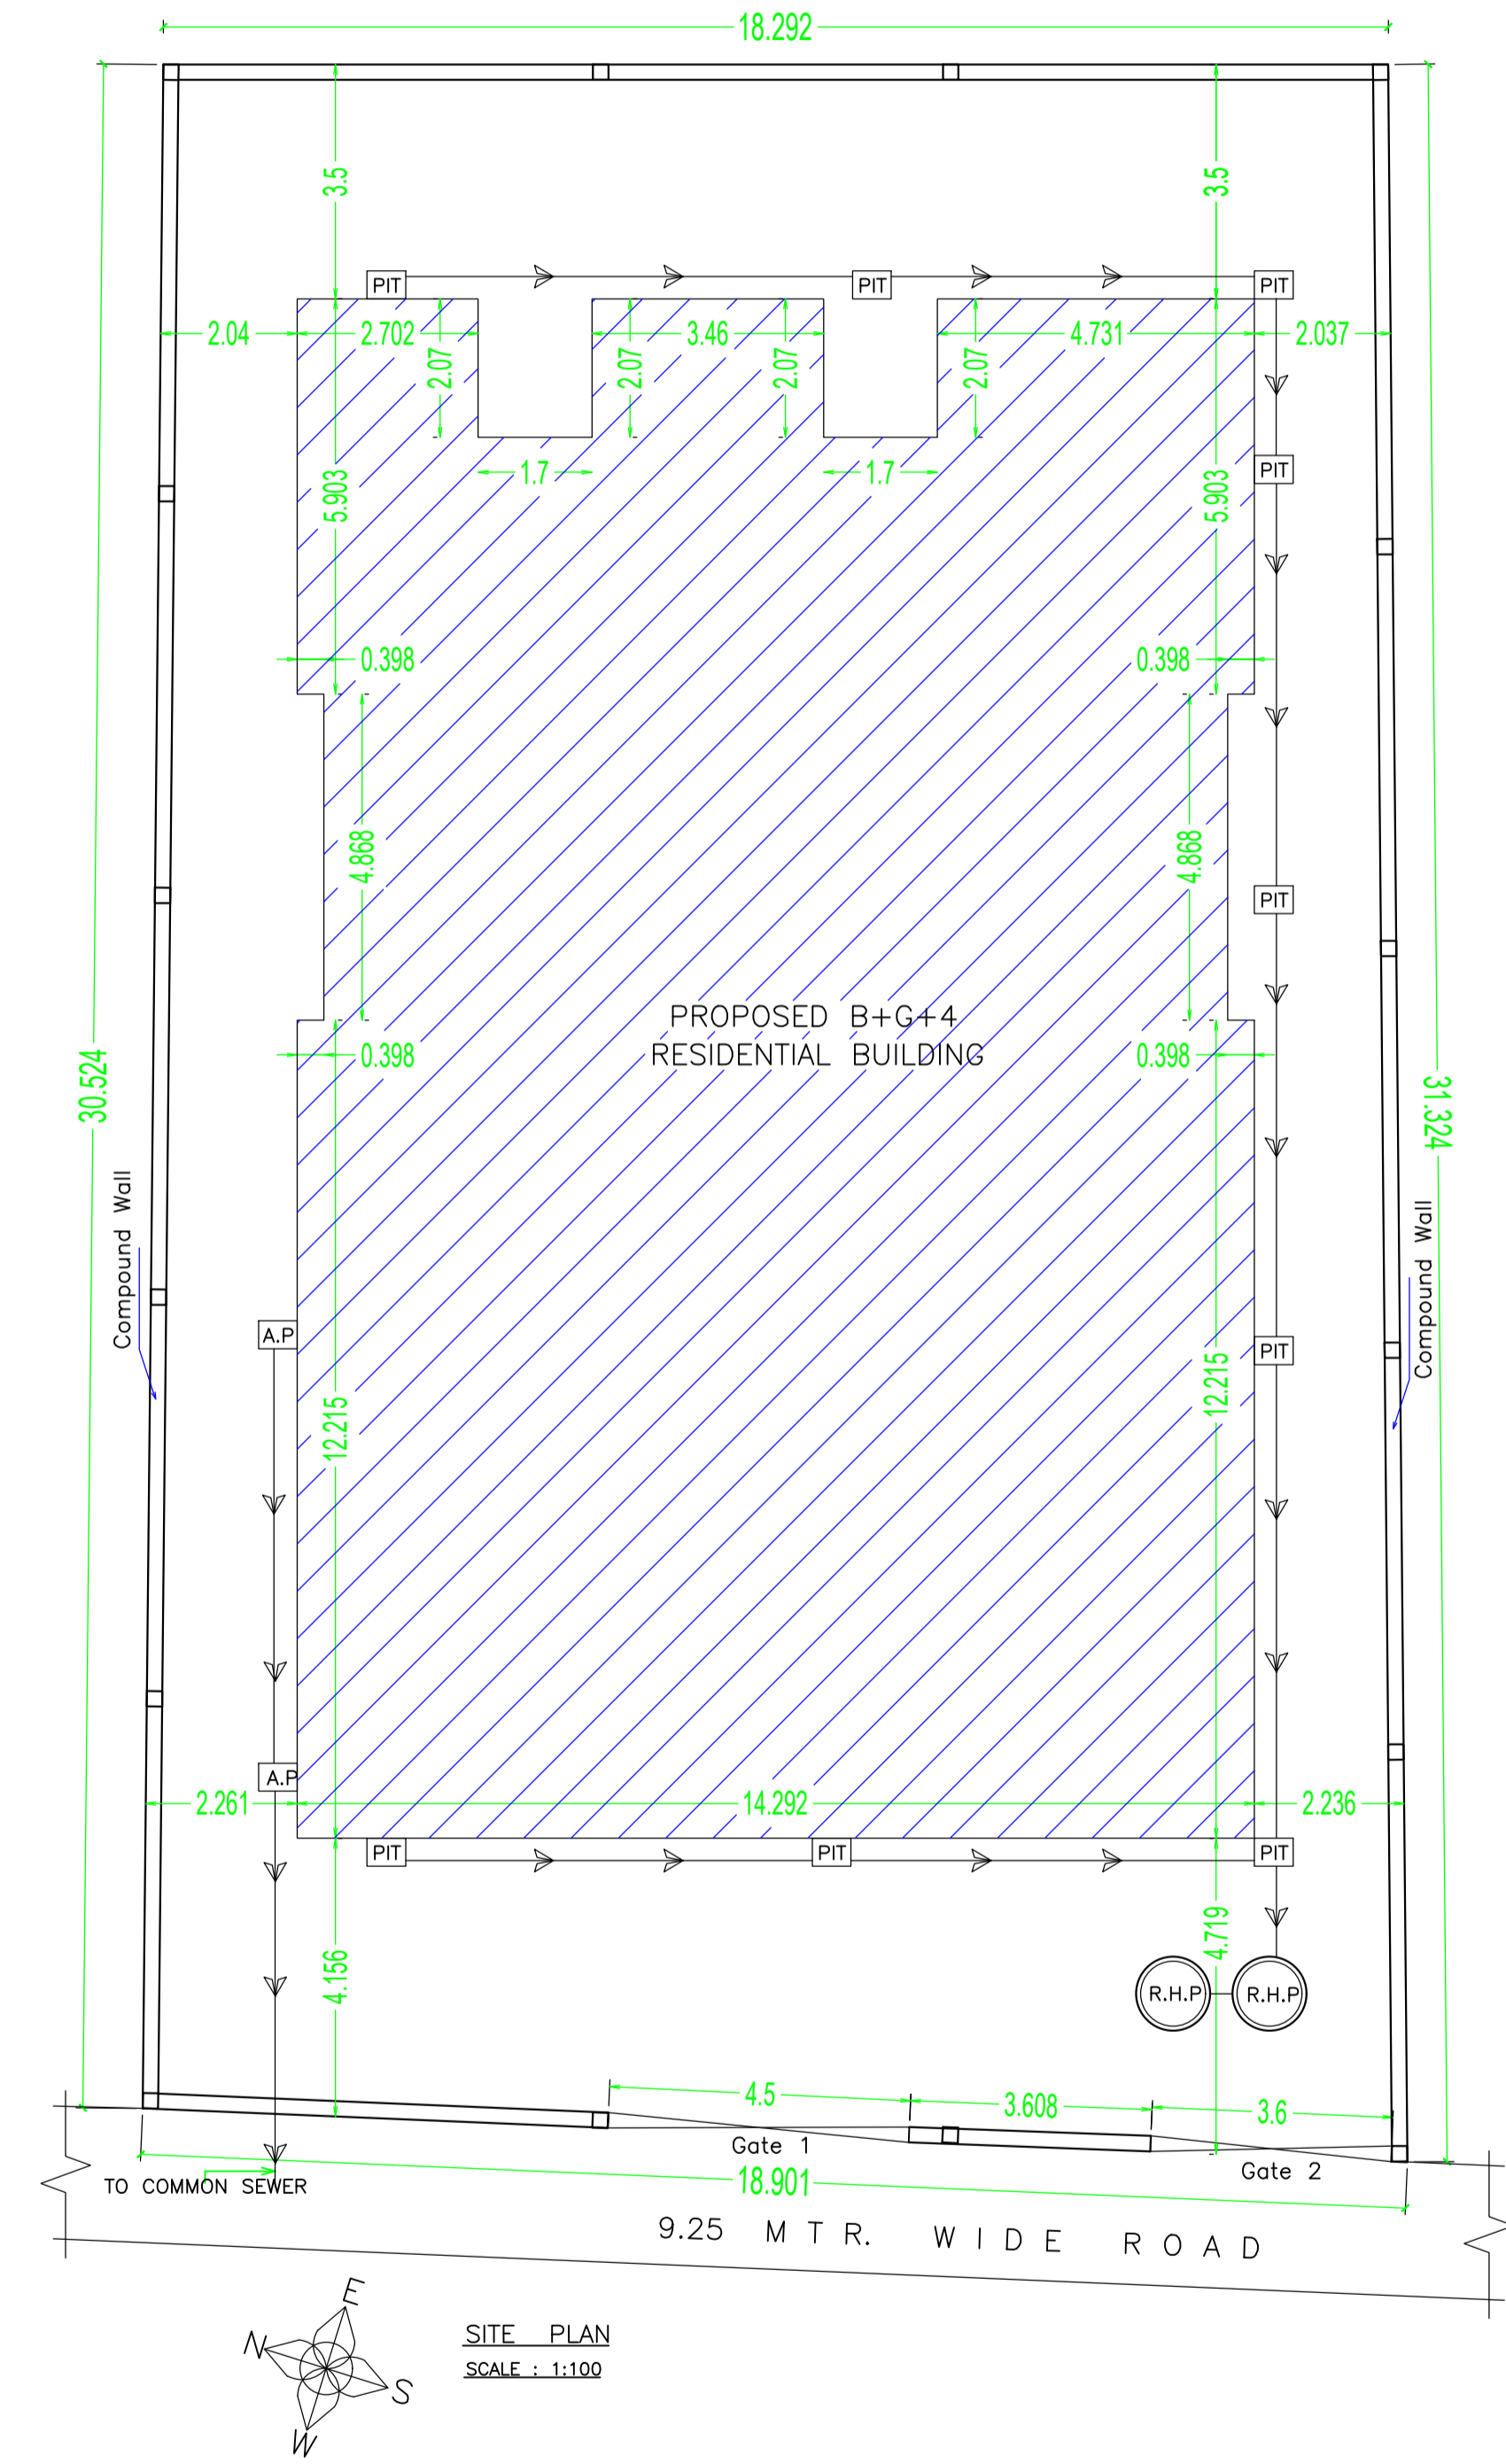 18.292
3.5
3.5
PIT
PIT
PIT
2.04
2.702
3.46
4.731
2.037
2.07
2.07
2.07
2.07
1.7
1.7
PIT
5.903
5.903
0.398
0.398
4.868
4.868
PIT
PROPOSED B+G+4
RESIDENTIAL BUILDING
0.398
0.398
30.524
31.324
Compound Wall
Compound Wall
A.P
PIT
12.215
12.215
A.P
2.261
14.292
2.236
PIT
PIT
PIT
4.156
4.719
R.H.P
R.H.P
4.5
3.608
3.6
Gate 1
Gate 2
TO COMMON SEWER
18.901
9.25 MTR. WIDE ROAD
E
N
S
W
SITE PLAN
SCALE : 1:100